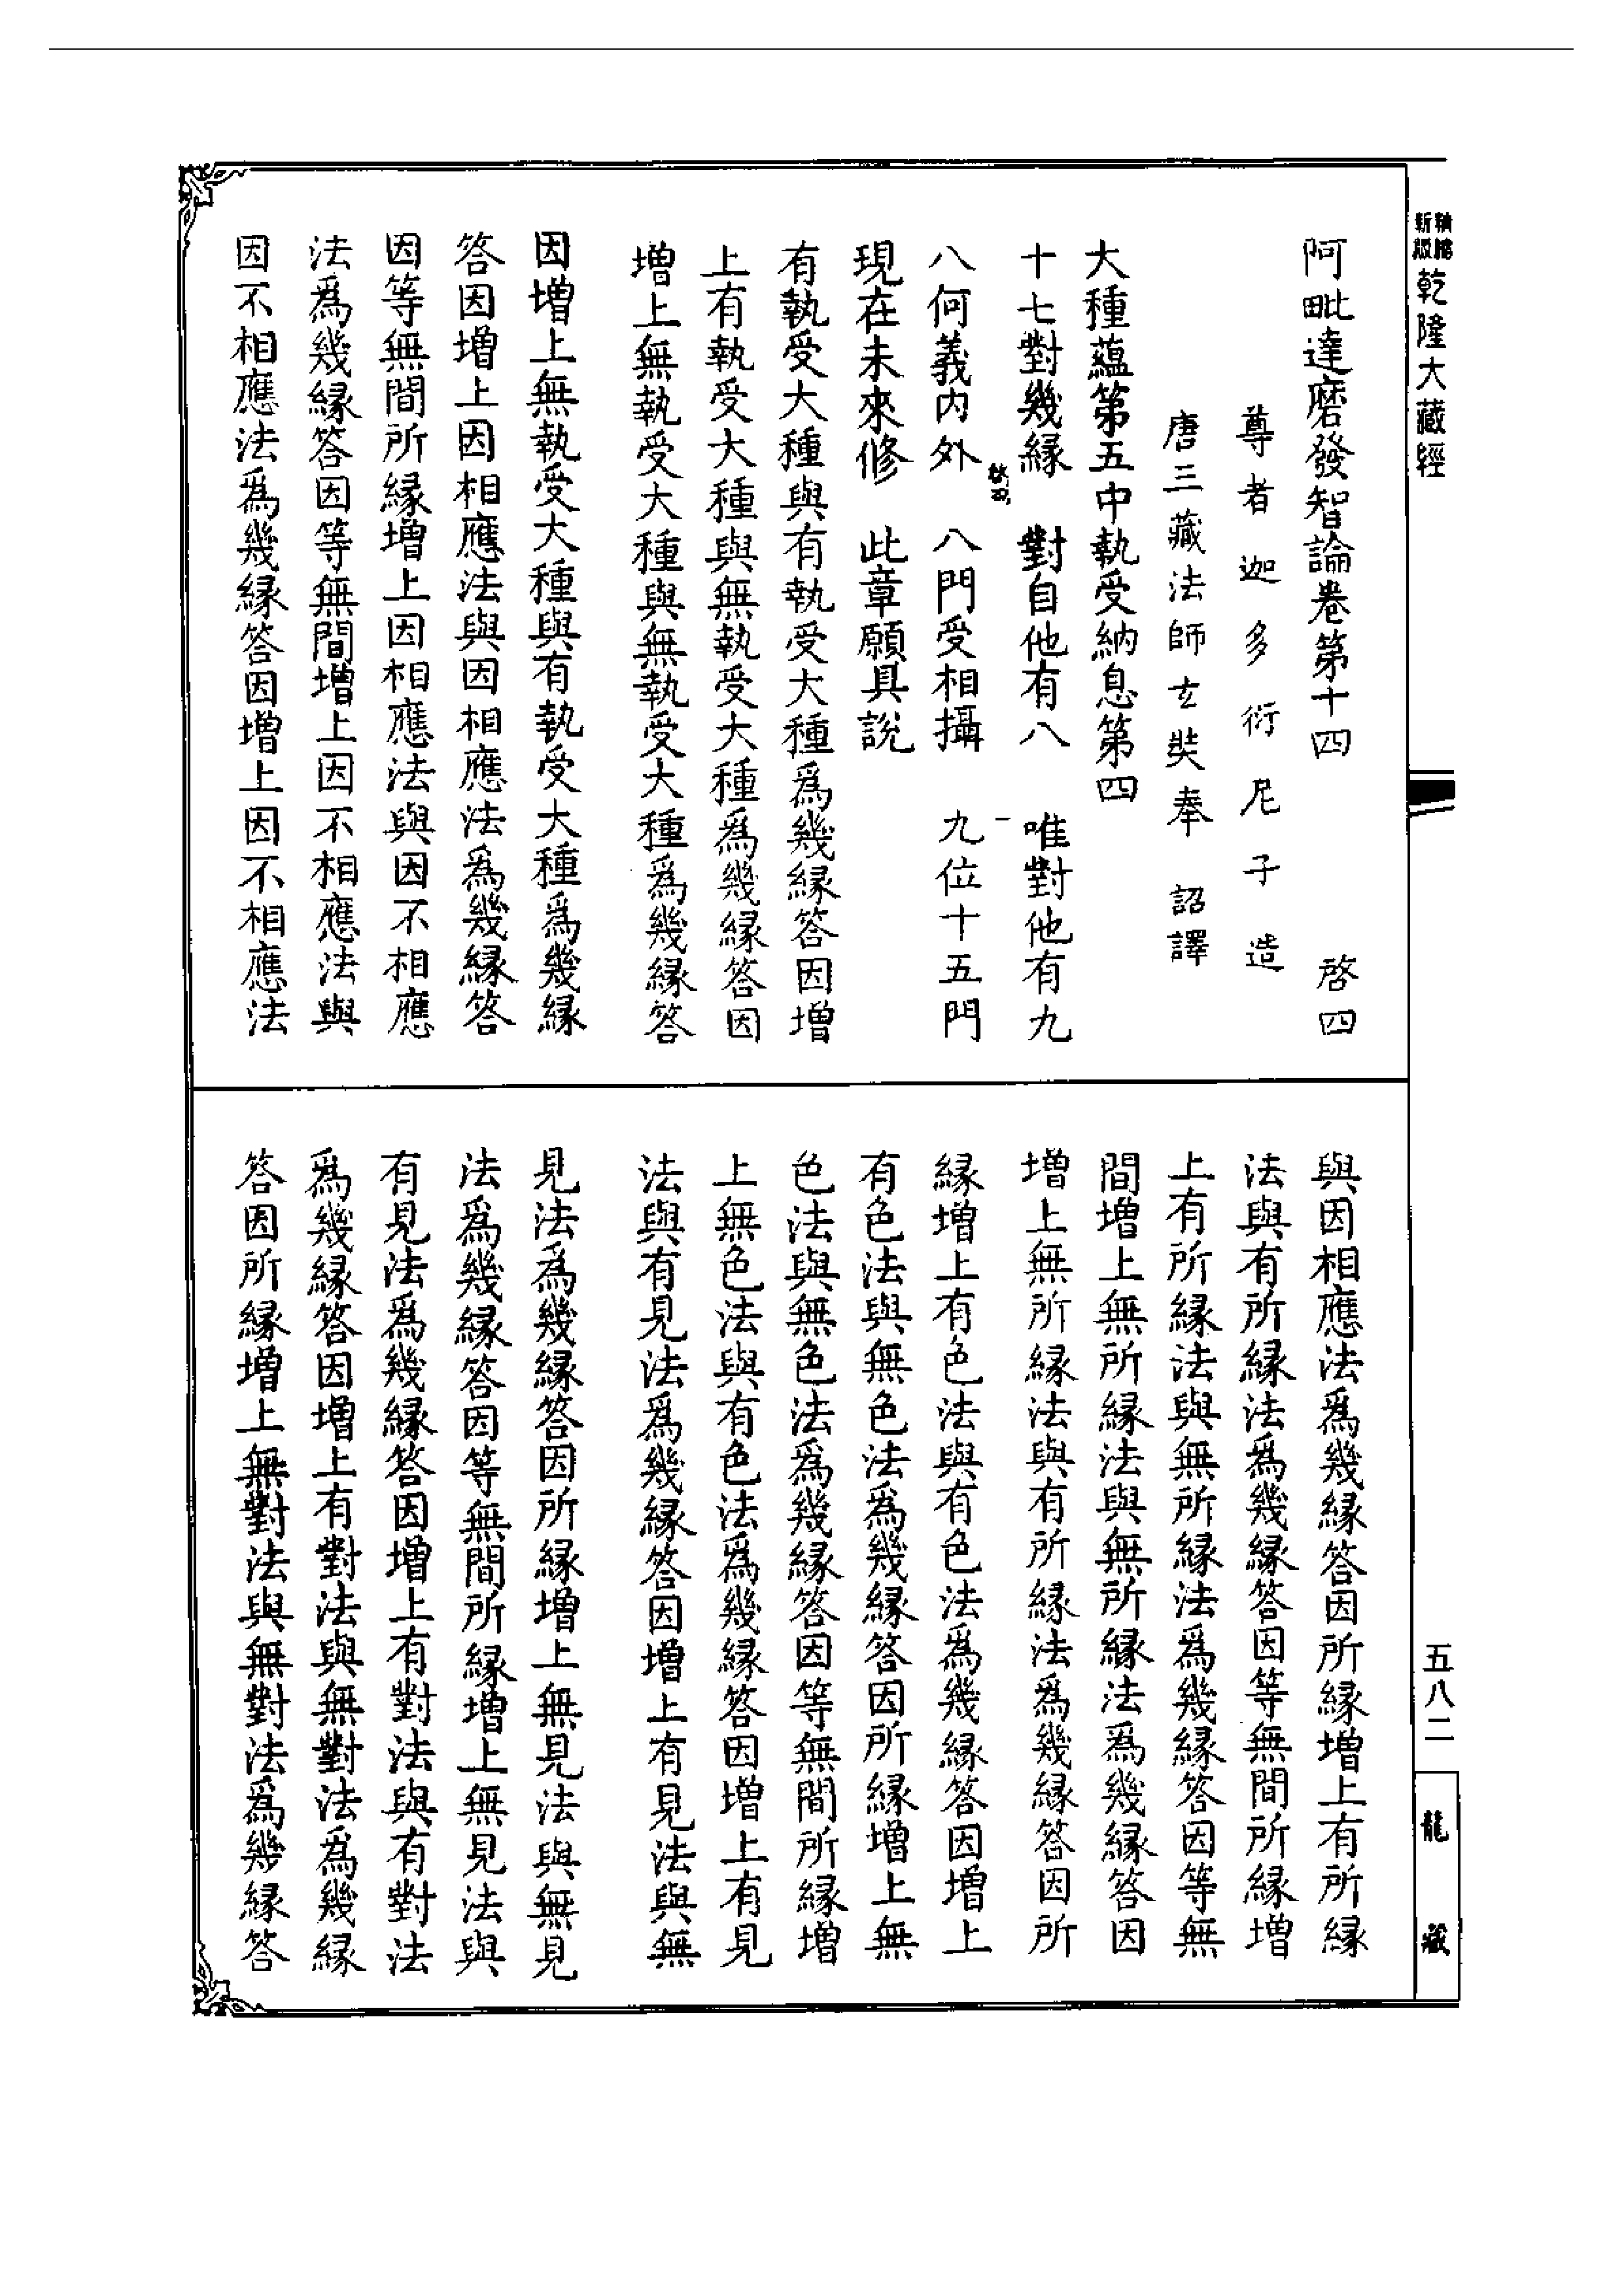 新版
精縮
乾隆大藏經
阿毗達磨發智論卷第十四 啓四
尊者迦多衍尼子造
唐三藏法師玄奘奉 詔譯
大種蘊第五中執受納息第四
十七對幾緣 對自他有八 唯對他有九
八何義內外 八門受相攝 九位十五門
現在未來修 此章願具說
有執受大種與有執受大種爲幾緣答因增
上有執受大種與無執受大種爲幾緣答因
增上無執受大種與無執受大種爲幾緣答
因增上無執受大種與有執受大種爲幾緣
答因增上因相應法與因相應法爲幾緣答
因等無間所緣增上因相應法與因不相應
法爲幾緣答因等無間增上因不相應法與
因不相應法爲幾緣答因增上因不相應法
與因相應法爲幾緣答因所緣增上有所緣
法與有所緣法爲幾緣答因等無間所緣增
上有所緣法與無所緣法爲幾緣答因等無
間增上無所緣法與無所緣法爲幾緣答因
增上無所緣法與有所緣法爲幾緣答因所
緣增上有色法與有色法爲幾緣答因增上
有色法與無色法爲幾緣答因所緣增上無
色法與無色法爲幾緣答因等無間所緣增
上無色法與有色法爲幾緣答因增上有見
法與有見法爲幾緣答因增上有見法與無
見法爲幾緣答因所緣增上無見法與無見
法爲幾緣答因等無間所緣增上無見法與
有見法爲幾緣答因增上有對法與有對法
爲幾緣答因增上有對法與無對法爲幾緣
答因所緣增上無對法與無對法爲幾緣答
五八二
龍 藏